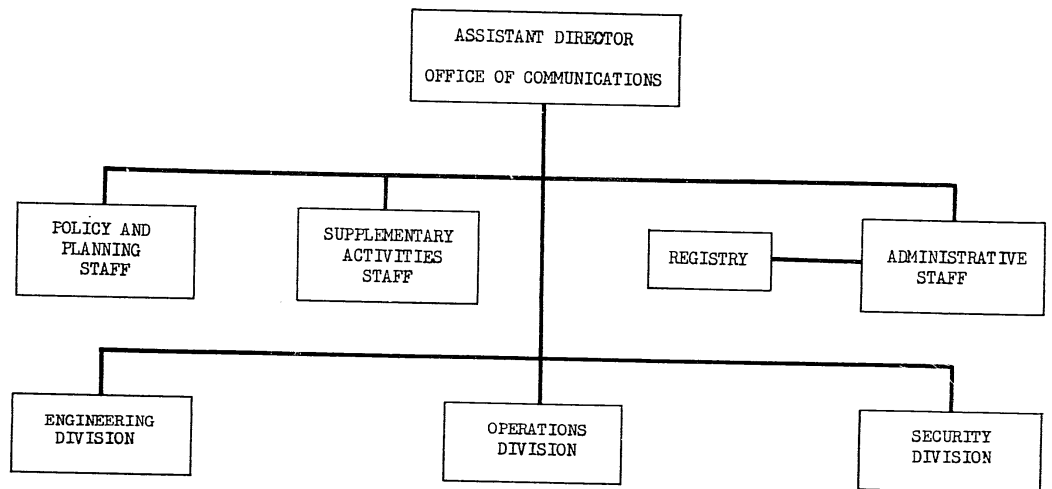 ASSISTANT DIRECTOR
OFFICE OF COMMUNICATIONS
POLICY AND
PLANNING
STAFF
SUPPLEMENTARY
ACTIVITIES
STAFF
REGISTRY
ADMINISTRATIVE
STAFF
ENGINEERING
DIVISION
OPERATIONS
DIVISION
SECURITY
DIVISION